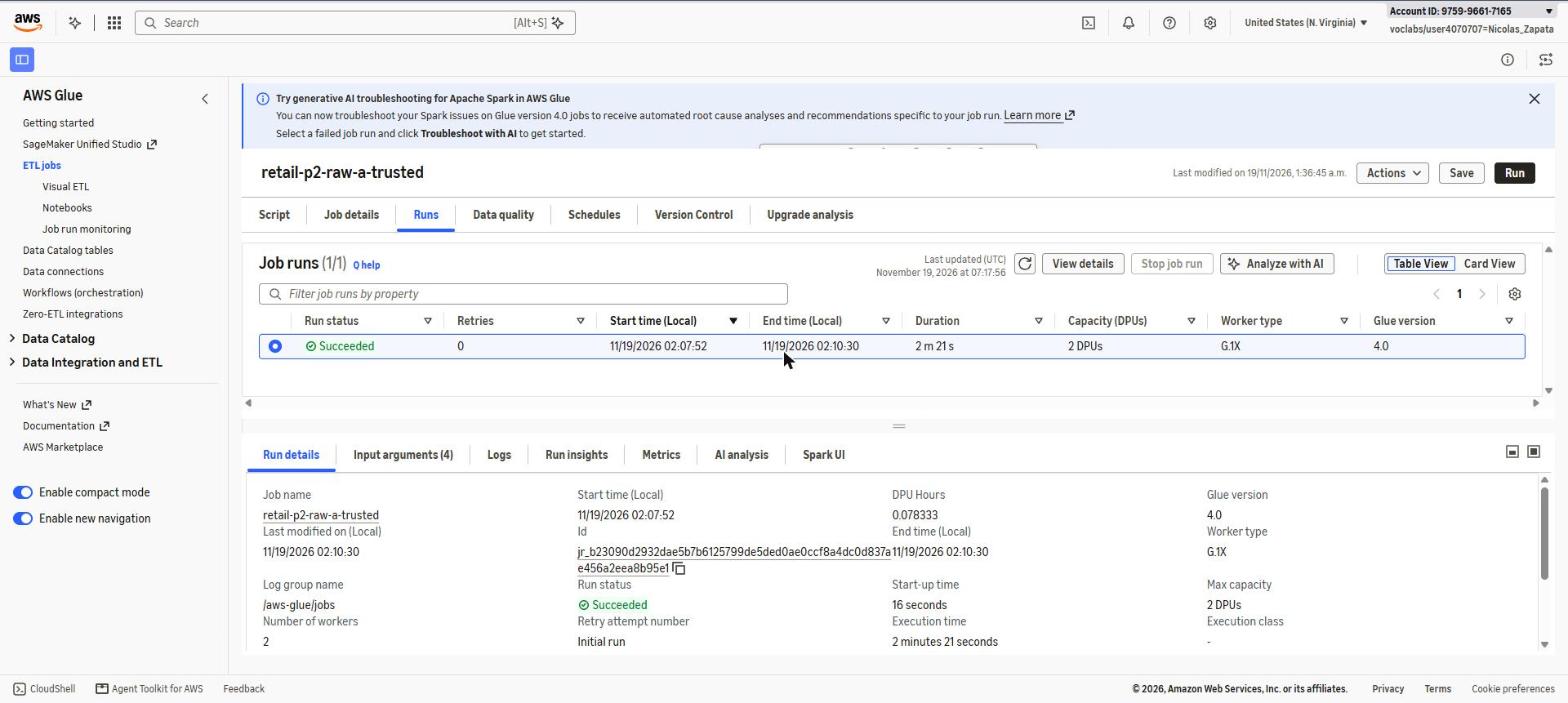 aws
Search
[Alt+S]
United States (N. Virginia)
Account ID: 9759-9661-7165
voclabs/user4070707=Nicolas_Zapata
AWS Glue
Getting started
SageMaker Unified Studio
ETL jobs
Visual ETL
Notebooks
Job run monitoring
Data Catalog tables
Data connections
Workflows (orchestration)
Zero-ETL integrations
Data Catalog
Data Integration and ETL
What's New
Documentation
AWS Marketplace
Enable compact mode
Enable new navigation
Try generative AI troubleshooting for Apache Spark in AWS Glue
You can now troubleshoot your Spark issues on Glue version 4.0 jobs to receive automated root cause analyses and recommendations specific to your job run. Learn more
Select a failed job run and click Troubleshoot with AI to get started.
retail-p2-raw-a-trusted
Last modified on 19/11/2026, 1:36:45 a.m.
Actions
Save
Run
Script
Job details
Runs
Data quality
Schedules
Version Control
Upgrade analysis
Job runs (1/1) Q help
Last updated (UTC)
November 19, 2026 at 07:17:56
View details
Stop job run
Analyze with AI
Table View
Card View
Filter job runs by property
1
Run status Retries Start time (Local) End time (Local) Duration Capacity (DPUs) Worker type Glue version
Succeeded 0 11/19/2026 02:07:52 11/19/2026 02:10:30 2 m 21 s 2 DPUs G.1X 4.0
Run details
Input arguments (4)
Logs
Run insights
Metrics
AI analysis
Spark UI
Job name Start time (Local) DPU Hours Glue version
retail-p2-raw-a-trusted 11/19/2026 02:07:52 0.078333 4.0
Last modified on (Local) Id End time (Local) Worker type
11/19/2026 02:10:30 jr_b23090d2932dae5b7b6125799de5ded0ae0ccf8a4dc0d837a 11/19/2026 02:10:30 G.1X
e456a2eea8b95e1
Log group name Run status Start-up time Max capacity
/aws-glue/jobs Succeeded 16 seconds 2 DPUs
Number of workers Retry attempt number Execution time Execution class
2 Initial run 2 minutes 21 seconds -
CloudShell
Agent Toolkit for AWS
Feedback
© 2026, Amazon Web Services, Inc. or its affiliates.
Privacy
Terms
Cookie preferences